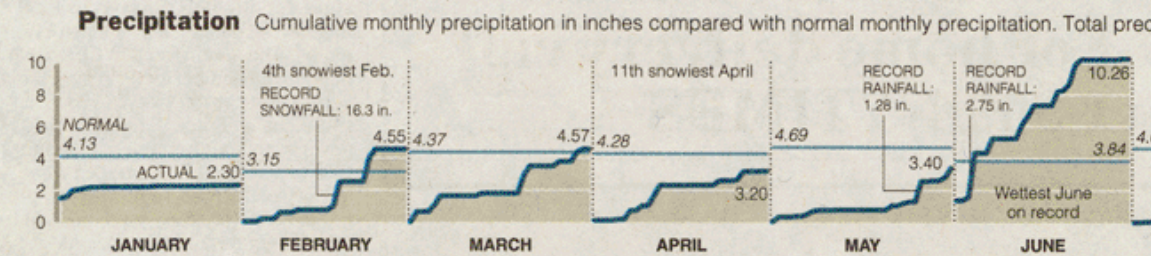 Precipitation Cumulative monthly precipitation in inches compared with normal monthly precipitation. Total
10
8
6
4
2
0
NORMAL
4.13
ACTUAL 2.30
JANUARY
4th snowiest Feb.
RECORD
SNOWFALL: 16.3 in.
3.15
4.55
FEBRUARY
4.37
4.57
MARCH
11th snowiest April
4.28
3.20
APRIL
RECORD
RAINFALL:
1.28 in.
4.69
3.40
MAY
RECORD
RAINFALL:
2.75 in.
10.26
3.84
Wettest June
on record
JUNE